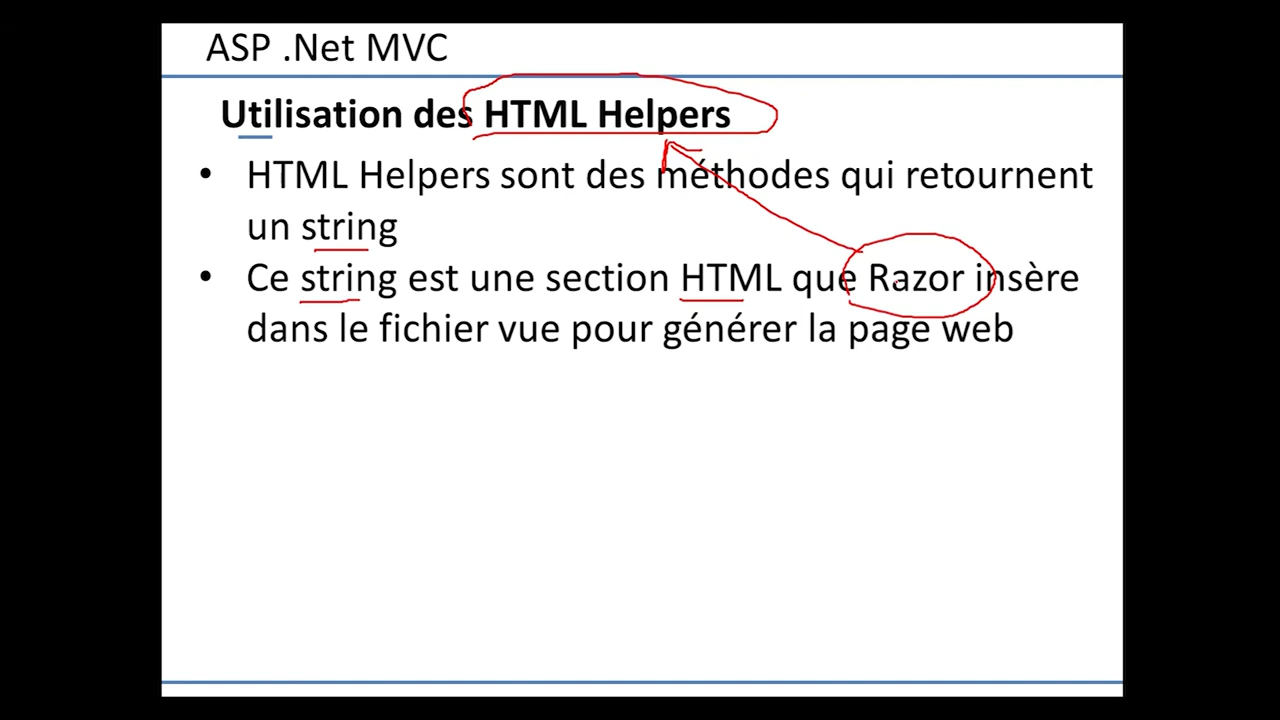 ASP .Net MVC
Utilisation des HTML Helpers
• HTML Helpers sont des méthodes qui retournent
un string
• Ce string est une section HTML que Razor insère
dans le fichier vue pour générer la page web